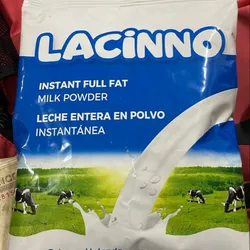 LACiNNO
INSTANT FULL FAT
MILK POWDER
LECHE ENTERA EN POLVO
INSTANTÁNEA